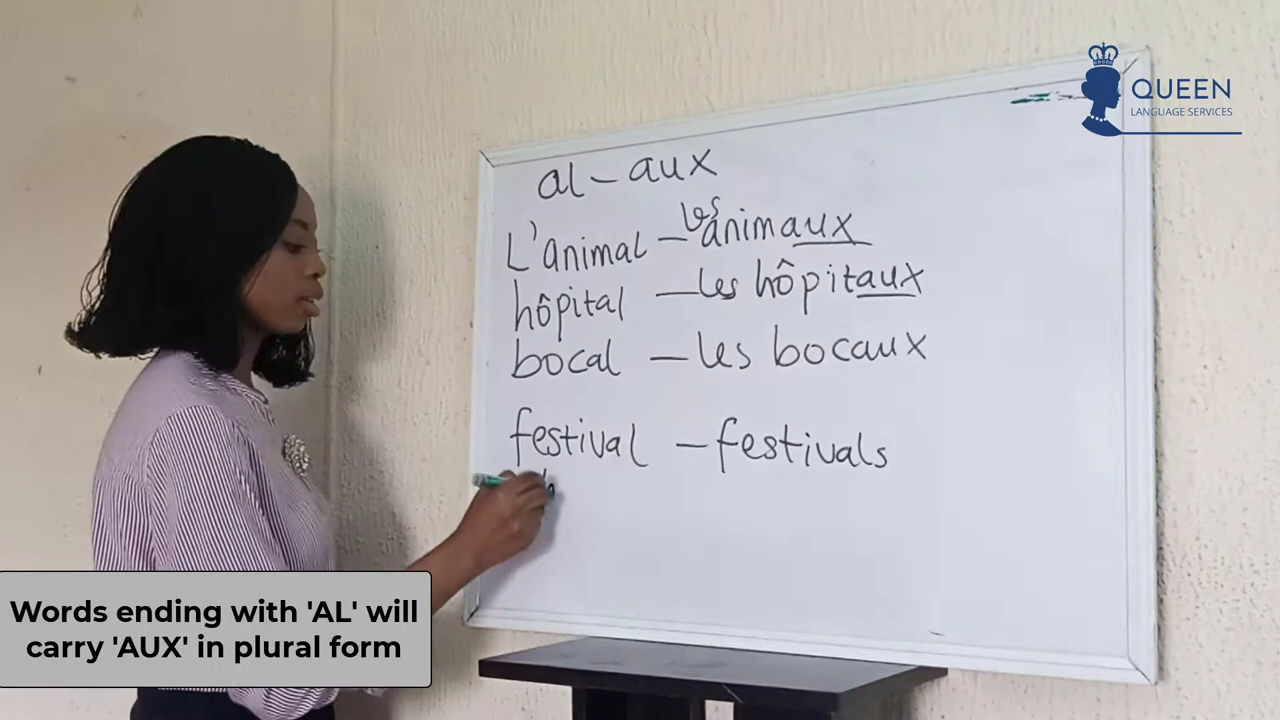 QUEEN
LANGUAGE SERVICES
al - aux
L'animal - les animaux
hôpital - les hôpitaux
bocal - les bocaux
festival - festivals
Words ending with 'AL' will
carry 'AUX' in plural form